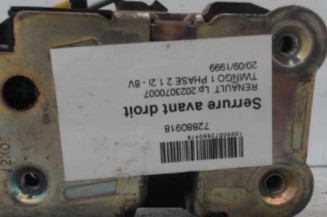 72880918
Serrure avant droit
RENAULT Lp.2023070007
TWINGO 1 PHASE 2 1.2i - 8V
20/09/1999